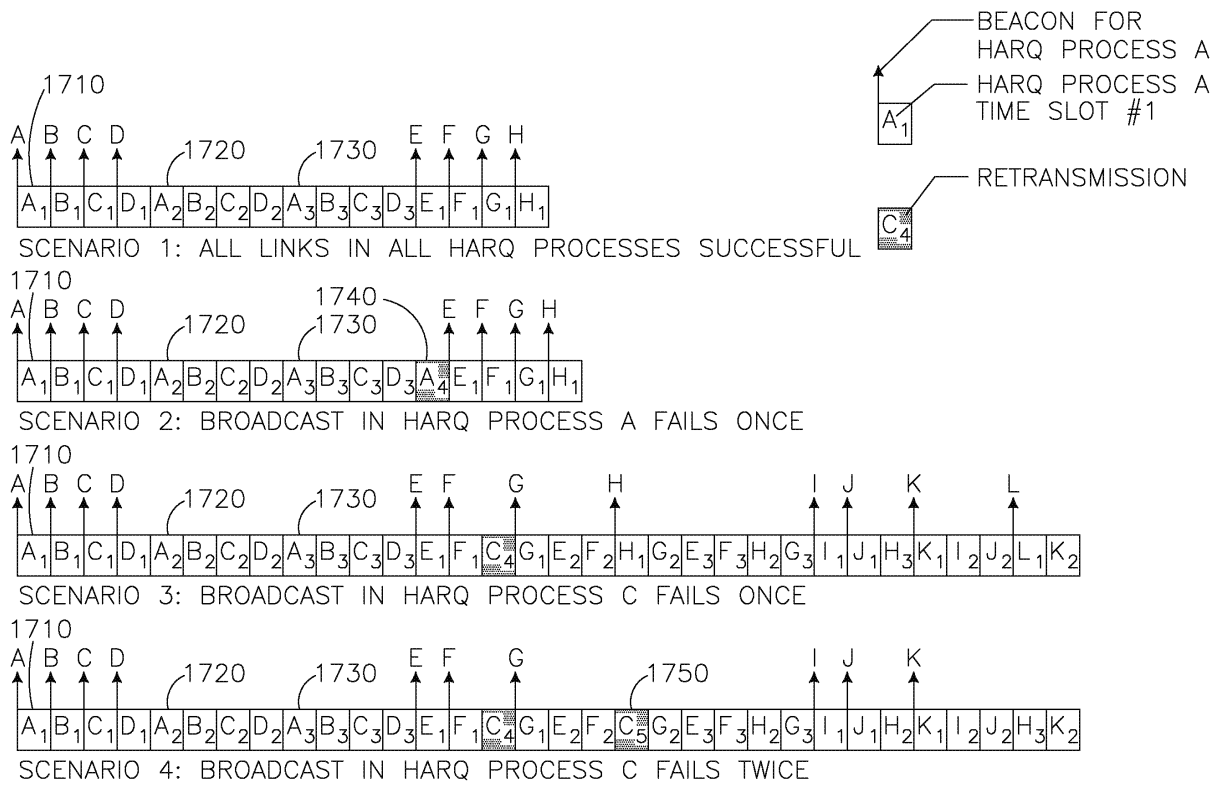 BEACON FOR
HARQ PROCESS A
HARQ PROCESS A
TIME SLOT #1
A₁
RETRANSMISSION
C₄
1710
A B C D 1720 1730 E F G H
A₁ B₁ C₁ D₁ A₂ B₂ C₂ D₂ A₃ B₃ C₃ D₃ E₁ F₁ G₁ H₁
SCENARIO 1: ALL LINKS IN ALL HARQ PROCESSES SUCCESSFUL
1710 1740
A B C D 1720 1730 E F G H
A₁ B₁ C₁ D₁ A₂ B₂ C₂ D₂ A₃ B₃ C₃ D₃ A₄ E₁ F₁ G₁ H₁
SCENARIO 2: BROADCAST IN HARQ PROCESS A FAILS ONCE
1710
A B C D 1720 1730 E F G H I J K L
A₁ B₁ C₁ D₁ A₂ B₂ C₂ D₂ A₃ B₃ C₃ D₃ E₁ F₁ C₄ G₁ E₂ F₂ H₁ G₂ E₃ F₃ H₂ G₃ I₁ J₁ H₃ K₁ I₂ J₂ L₁ K₂
SCENARIO 3: BROADCAST IN HARQ PROCESS C FAILS ONCE
1710
A B C D 1720 1730 E F G 1750 I J K
A₁ B₁ C₁ D₁ A₂ B₂ C₂ D₂ A₃ B₃ C₃ D₃ E₁ F₁ C₄ G₁ E₂ F₂ C₅ G₂ E₃ F₃ H₂ G₃ I₁ J₁ H₂ K₁ I₂ J₂ H₃ K₂
SCENARIO 4: BROADCAST IN HARQ PROCESS C FAILS TWICE